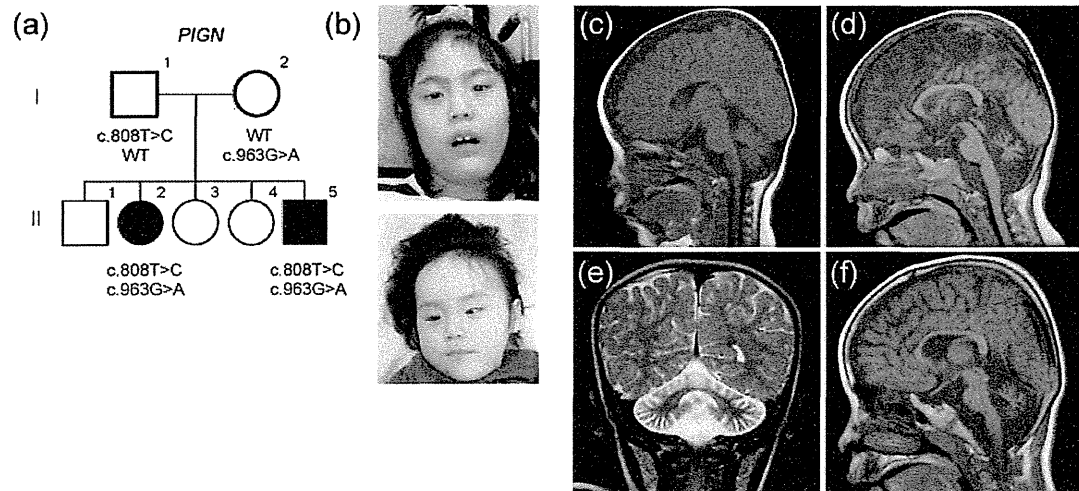 (a)
PIGN
I
1
2
c.808T>C
WT
WT
c.963G>A
II
1
2
3
4
5
c.808T>C
c.963G>A
c.808T>C
c.963G>A
(b)
(c)
(d)
(e)
(f)